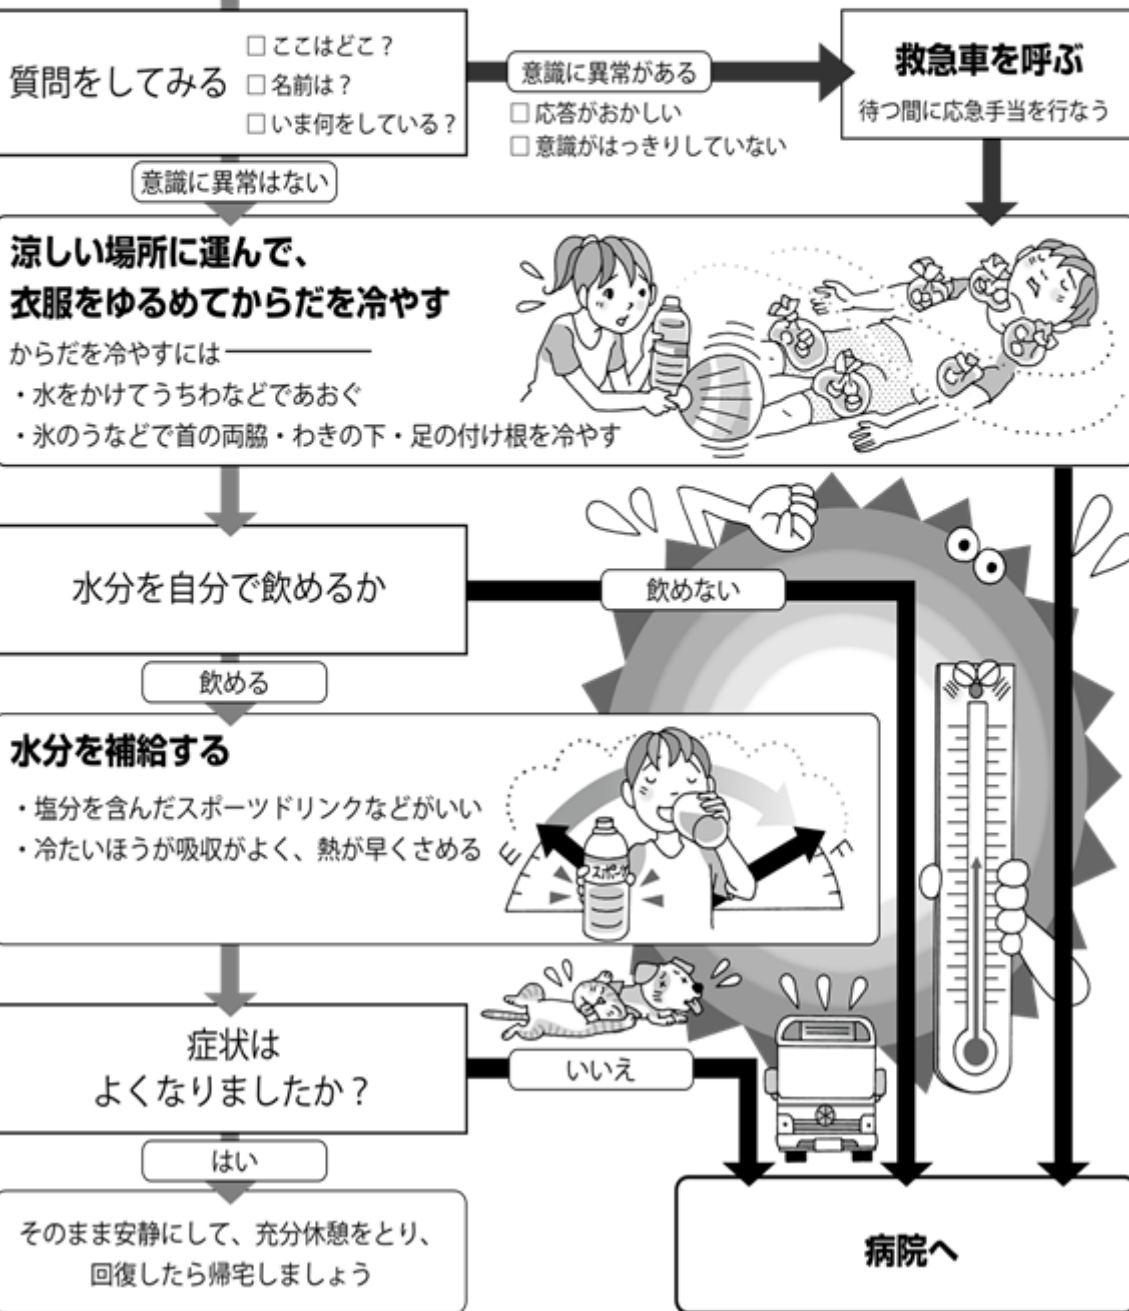 質問をしてみる
□ ここはどこ？
□ 名前は？
□ いま何をしている？
意識に異常がある
□ 応答がおかしい
□ 意識がはっきりしていない
救急車を呼ぶ
待つ間に応急手当を行なう
意識に異常はない
涼しい場所に運んで、
衣服をゆるめてからだを冷やす
からだを冷やすには
・水をかけてうちわなどであおぐ
・氷のうなどで首の両脇・わきの下・足の付け根を冷やす
水分を自分で飲めるか
飲めない
飲める
水分を補給する
・塩分を含んだスポーツドリンクなどがいい
・冷たいほうが吸収がよく、熱が早くさめる
E
F
スポーツ
症状は
よくなりましたか？
いいえ
はい
そのまま安静にして、充分休憩をとり、
回復したら帰宅しましょう
病院へ